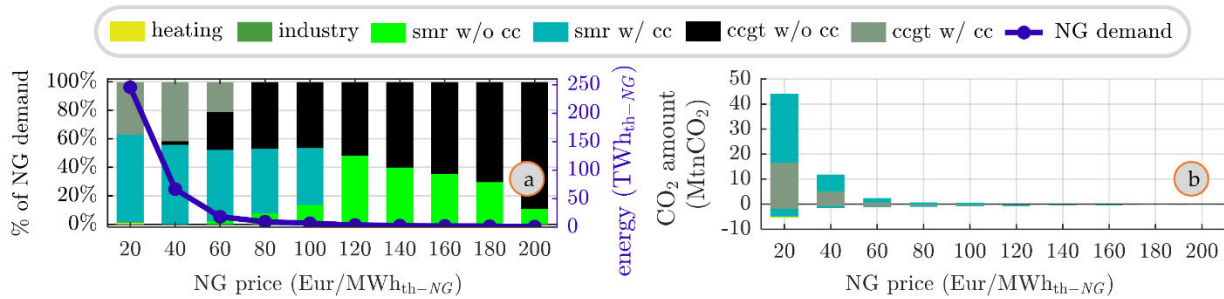 heating industry smr w/o cc smr w/ cc ccgt w/o cc ccgt w/ cc NG demand
% of NG demand
100%
80%
60%
40%
20%
0%
20 40 60 80 100 120 140 160 180 200
NG price (Eur/MWhth−NG)
250
200
150
100
50
0
energy (TWhth−NG)
a
CO2 amount
(MtnCO2)
50
40
30
20
10
0
-10
20 40 60 80 100 120 140 160 180 200
NG price (Eur/MWhth−NG)
b